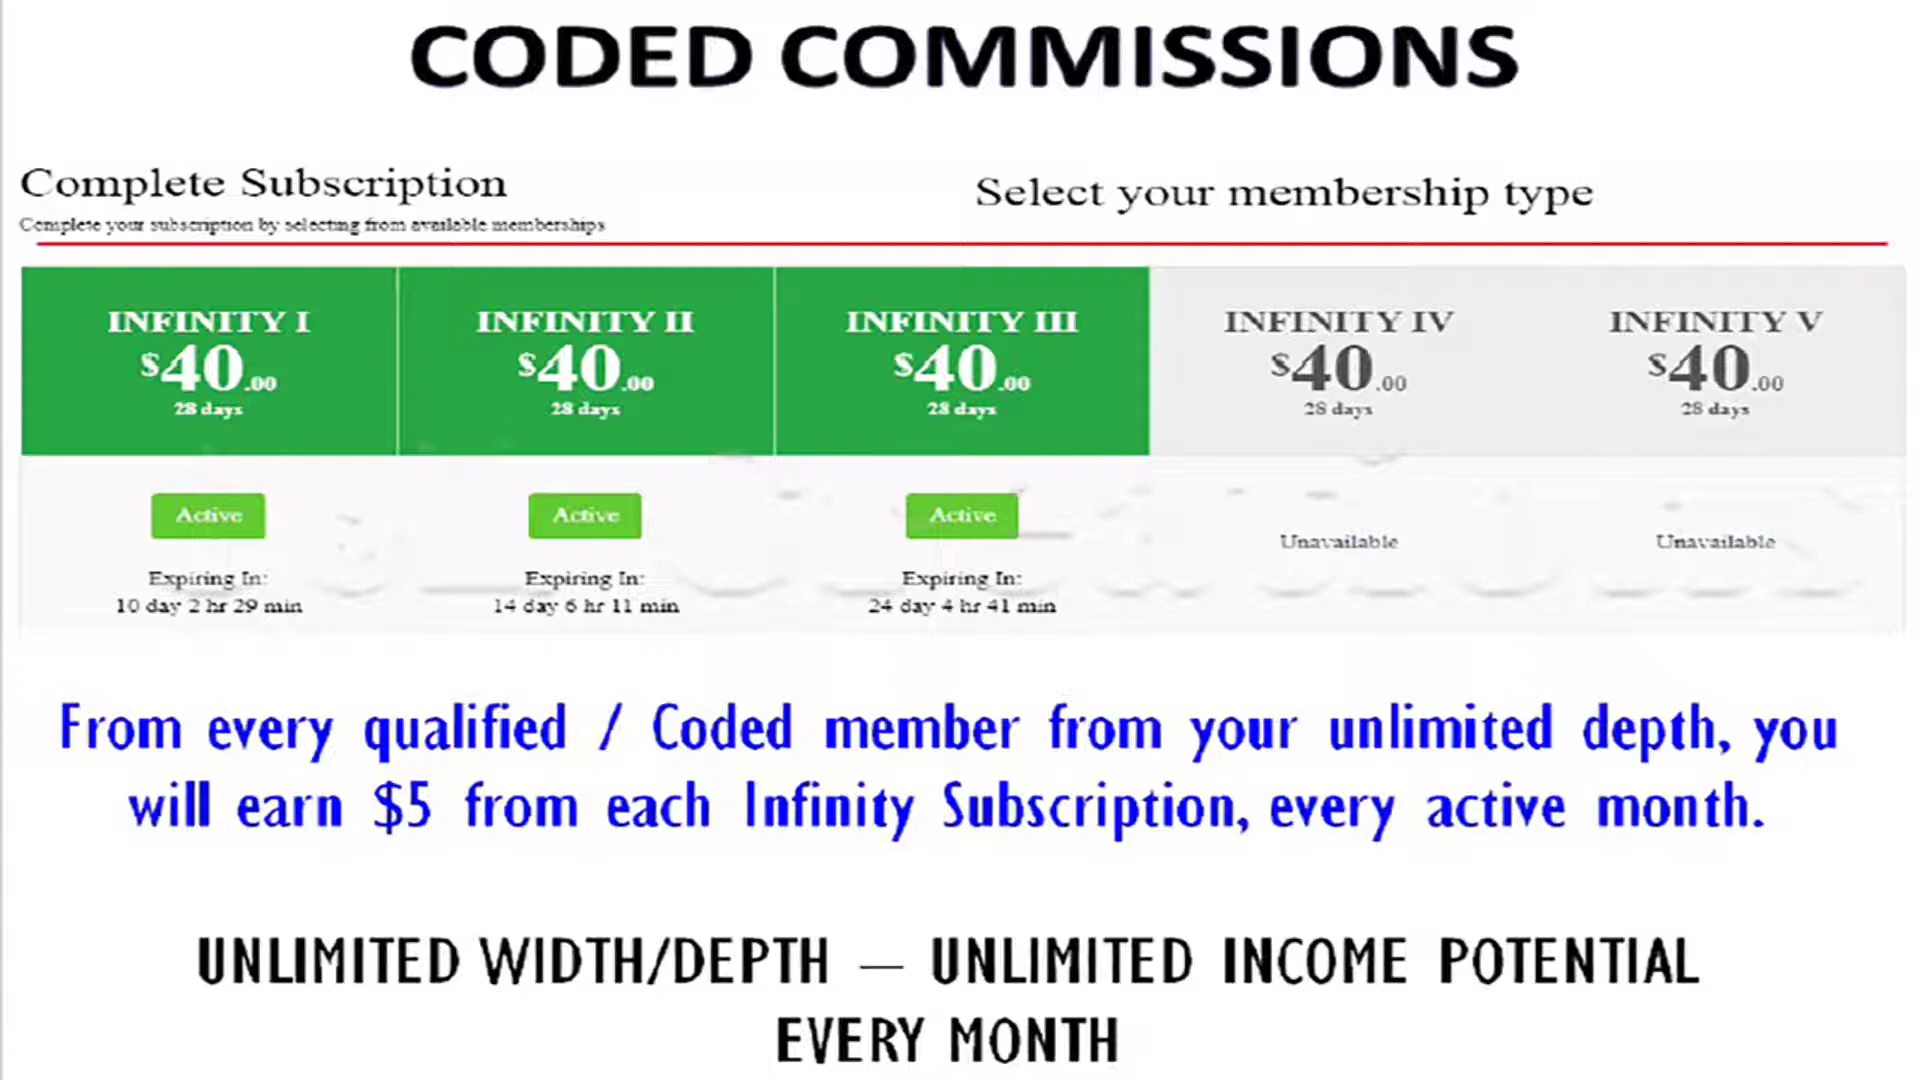 CODED COMMISSIONS
Complete Subscription
Select your membership type
Complete your subscription by selecting from available memberships
INFINITY I INFINITY II INFINITY III INFINITY IV INFINITY V
$40.00 $40.00 $40.00 $40.00 $40.00
28 days 28 days 28 days 28 days 28 days
Active Active Active Unavailable Unavailable
Expiring In: Expiring In: Expiring In:
10 day 2 hr 29 min 14 day 6 hr 11 min 24 day 4 hr 41 min
From every qualified / Coded member from your unlimited depth, you
will earn $5 from each Infinity Subscription, every active month.
UNLIMITED WIDTH/DEPTH — UNLIMITED INCOME POTENTIAL
EVERY MONTH